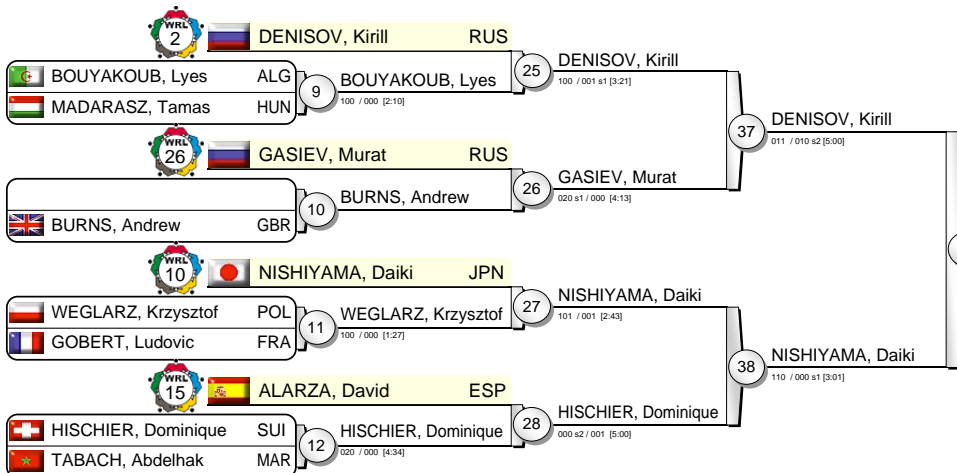 WRL
2
DENISOV, Kirill RUS
BOUYAKOUB, Lyes ALG
MADARASZ, Tamas HUN
9
BOUYAKOUB, Lyes
100 / 000 [2:10]
25
DENISOV, Kirill
100 / 001 s1 [3:21]
WRL
26
GASIEV, Murat RUS
BURNS, Andrew GBR
10
BURNS, Andrew
26
GASIEV, Murat
020 s1 / 000 [4:13]
37
DENISOV, Kirill
011 / 010 s2 [5:00]
WRL
10
NISHIYAMA, Daiki JPN
WEGLARZ, Krzysztof POL
GOBERT, Ludovic FRA
11
WEGLARZ, Krzysztof
100 / 000 [1:27]
27
NISHIYAMA, Daiki
101 / 001 [2:43]
WRL
15
ALARZA, David ESP
HISCHIER, Dominique SUI
TABACH, Abdelhak MAR
12
HISCHIER, Dominique
020 / 000 [4:34]
28
HISCHIER, Dominique
000 s2 / 001 [5:00]
38
NISHIYAMA, Daiki
110 / 000 s1 [3:01]